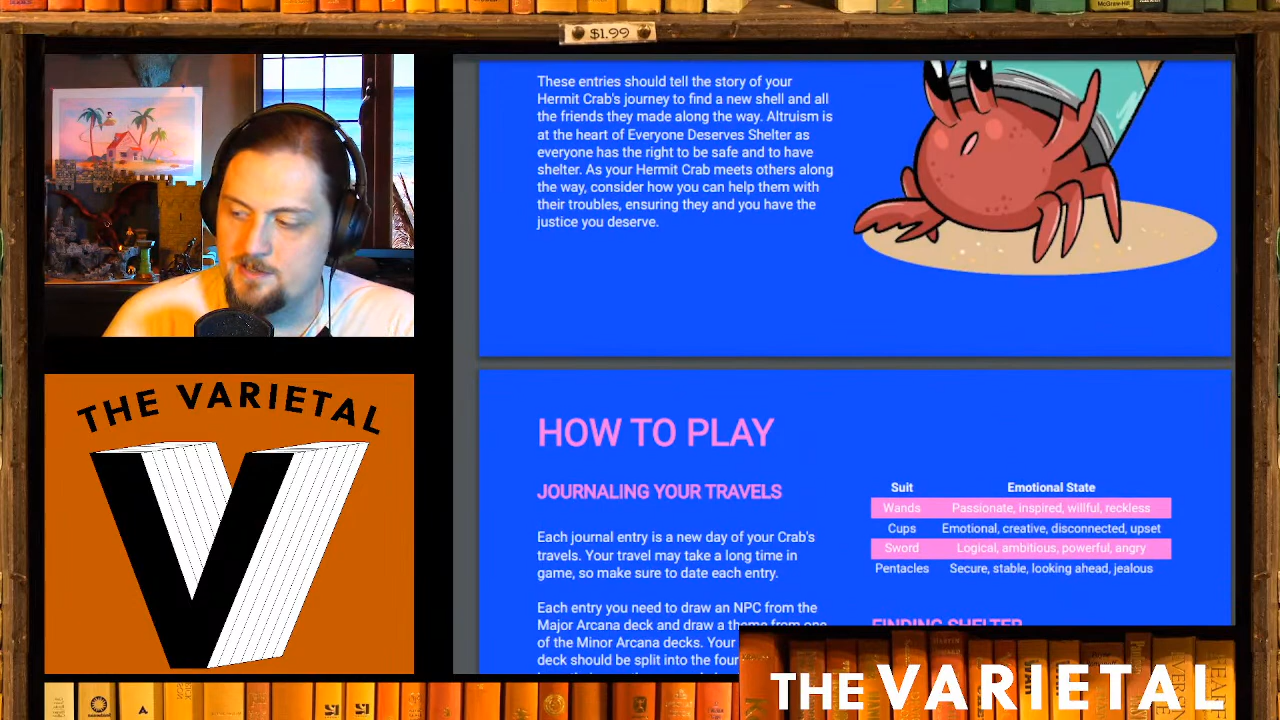 McGraw-Hill
$1.99
These entries should tell the story of your
Hermit Crab's journey to find a new shell and all
the friends they made along the way. Altruism is
at the heart of Everyone Deserves Shelter as
everyone has the right to be safe and to have
shelter. As your Hermit Crab meets others along
the way, consider how you can help them with
their troubles, ensuring they and you have the
justice you deserve.
HOW TO PLAY
JOURNALING YOUR TRAVELS
Each journal entry is a new day of your Crab's
travels. Your travel may take a long time in
game, so make sure to date each entry.
Each entry you need to draw an NPC from the
Major Arcana deck and draw a theme from one
of the Minor Arcana decks. Your
deck should be split into the four
Suit Emotional State
Wands Passionate, inspired, willful, reckless
Cups Emotional, creative, disconnected, upset
Sword Logical, ambitious, powerful, angry
Pentacles Secure, stable, looking ahead, jealous
FINDING SHELTER
THE VARIETAL
THE VARIETAL